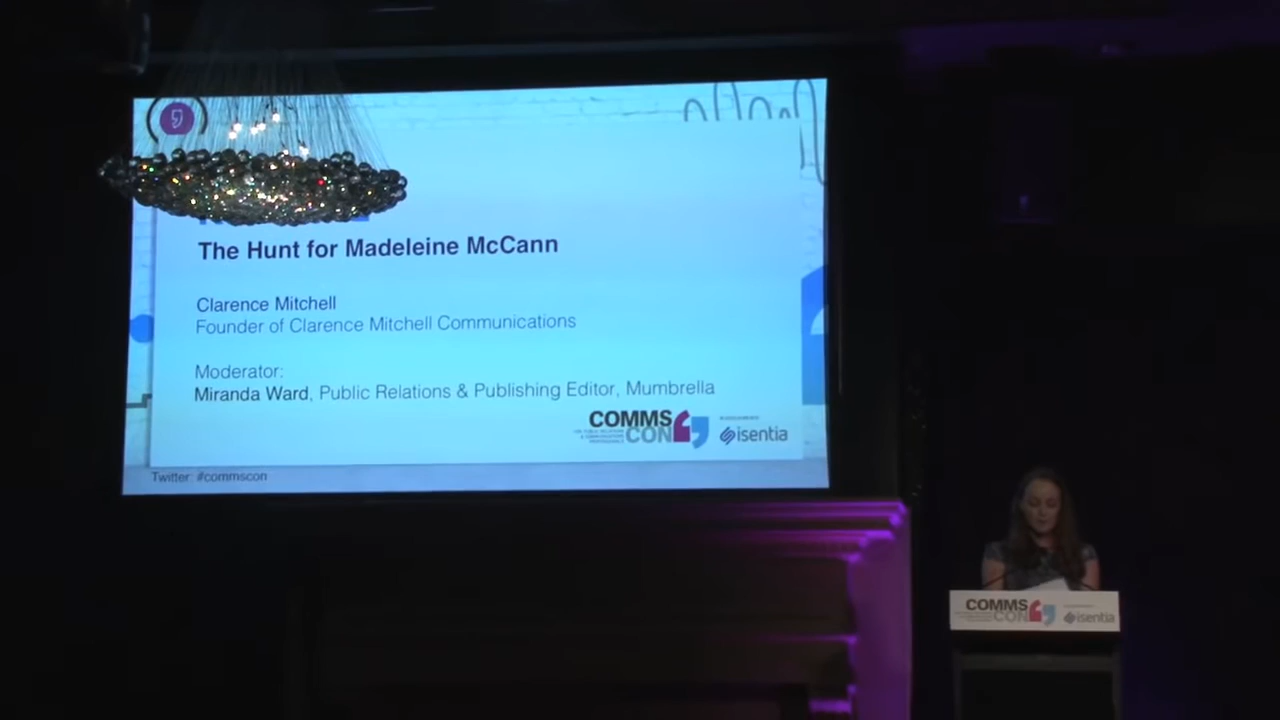 The Hunt for Madeleine McCann
Clarence Mitchell
Founder of Clarence Mitchell Communications
Moderator:
Miranda Ward, Public Relations & Publishing Editor, Mumbrella
COMMS
CON
isentia
Twitter: #commscon
COMMS
CON
isentia